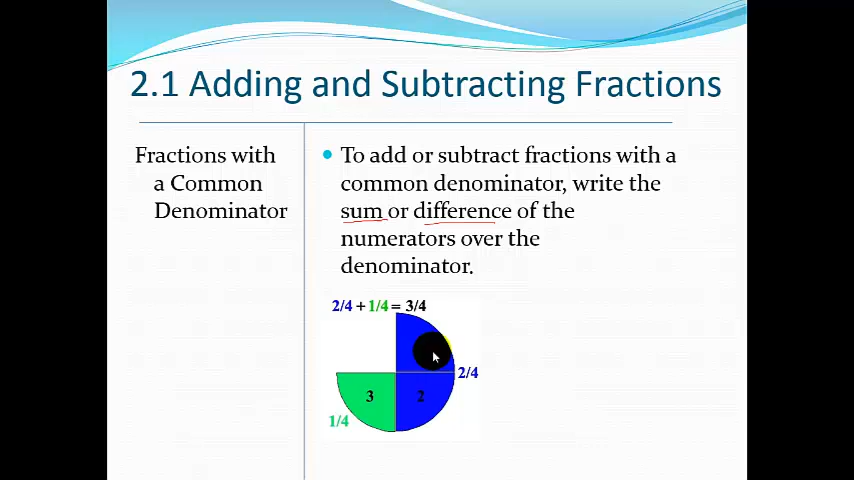 2.1 Adding and Subtracting Fractions
Fractions with
a Common
Denominator
To add or subtract fractions with a
common denominator, write the
sum or difference of the
numerators over the
denominator.
2/4 + 1/4 = 3/4
2/4
3
2
1/4